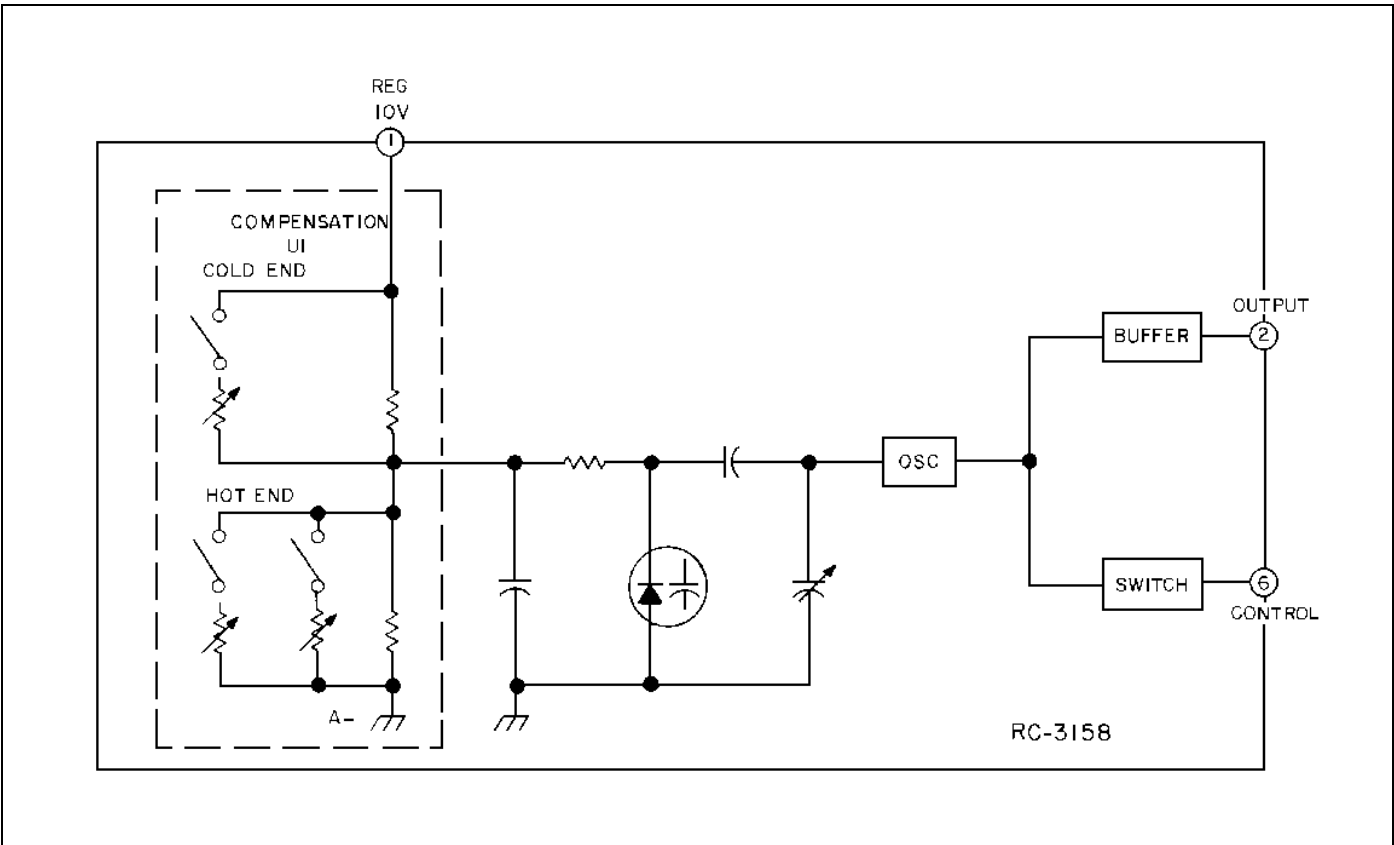 REG
10V
1
COMPENSATION
U1
COLD END
OUTPUT
BUFFER
2
OSC
HOT END
SWITCH
6
CONTROL
A-
RC-3158